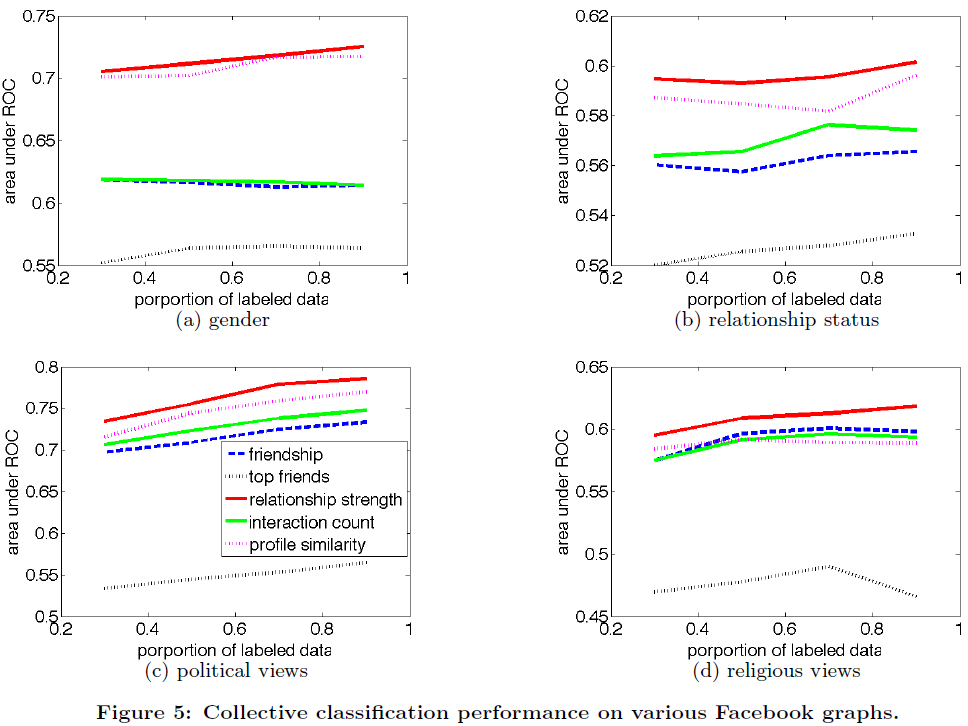 0.75
0.7
0.65
0.6
0.55
area under ROC
0.2 0.4 0.6 0.8 1
porportion of labeled data
(a) gender
0.62
0.6
0.58
0.56
0.54
0.52
area under ROC
0.2 0.4 0.6 0.8 1
porportion of labeled data
(b) relationship status
0.8
0.75
0.7
0.65
0.6
0.55
0.5
area under ROC
friendship
top friends
relationship strength
interaction count
profile similarity
0.2 0.4 0.6 0.8 1
porportion of labeled data
(c) political views
0.65
0.6
0.55
0.5
0.45
area under ROC
0.2 0.4 0.6 0.8 1
porportion of labeled data
(d) religious views
Figure 5: Collective classification performance on various Facebook graphs.